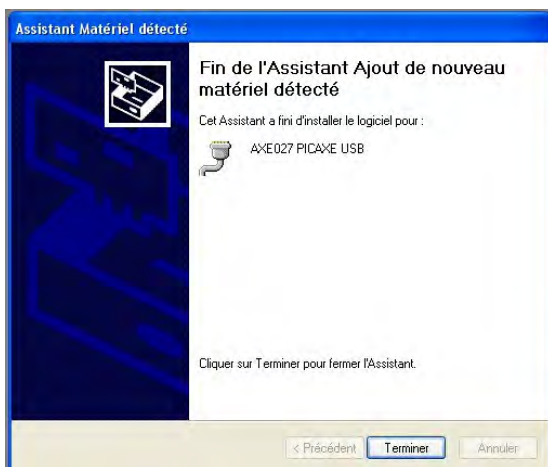 Assistant Matériel détecté
Fin de l'Assistant Ajout de nouveau
matériel détecté
Cet Assistant a fini d'installer le logiciel pour :
AXE027 PICAXE USB
Cliquer sur Terminer pour fermer l'Assistant.
< Précédent Terminer Annuler